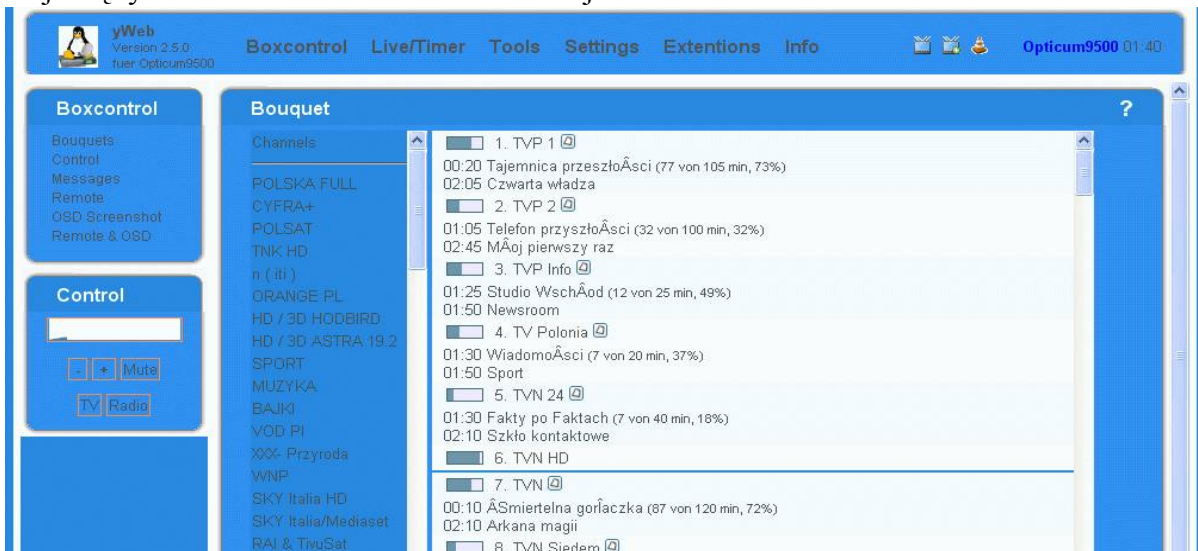 yWeb
Version 2.5.0
fuer Opticum9500
Boxcontrol Live/Timer Tools Settings Extentions Info
Opticum9500 01:40
Boxcontrol
Bouquets
Control
Messages
Remote
OSD Screenshot
Remote & OSD
Control
- + Mute
TV Radio
Bouquet ?
Channels
POLSKA FULL
CYFRA+
POLSAT
TNK HD
n ( iti )
ORANGE PL
HD / 3D HODBIRD
HD / 3D ASTRA 19.2
SPORT
MUZYKA
BAJKI
VOD Pl
XXX- Przyroda
WNP
SKY Italia HD
SKY Italia/Mediaset
RAI & TivuSat
1. TVP 1
00:20 Tajemnica przeszłoÂsci (77 von 105 min, 73%)
02:05 Czwarta władza
2. TVP 2
01:05 Telefon przyszłoÂsci (32 von 100 min, 32%)
02:45 MÂoj pierwszy raz
3. TVP Info
01:25 Studio WschÂod (12 von 25 min, 49%)
01:50 Newsroom
4. TV Polonia
01:30 WiadomoÂsci (7 von 20 min, 37%)
01:50 Sport
5. TVN 24
01:30 Fakty po Faktach (7 von 40 min, 18%)
02:10 Szkło kontaktowe
6. TVN HD
7. TVN
00:10 ÂSmiertelna gorÎaczka (87 von 120 min, 72%)
02:10 Arkana magii
8. TVN Siedem